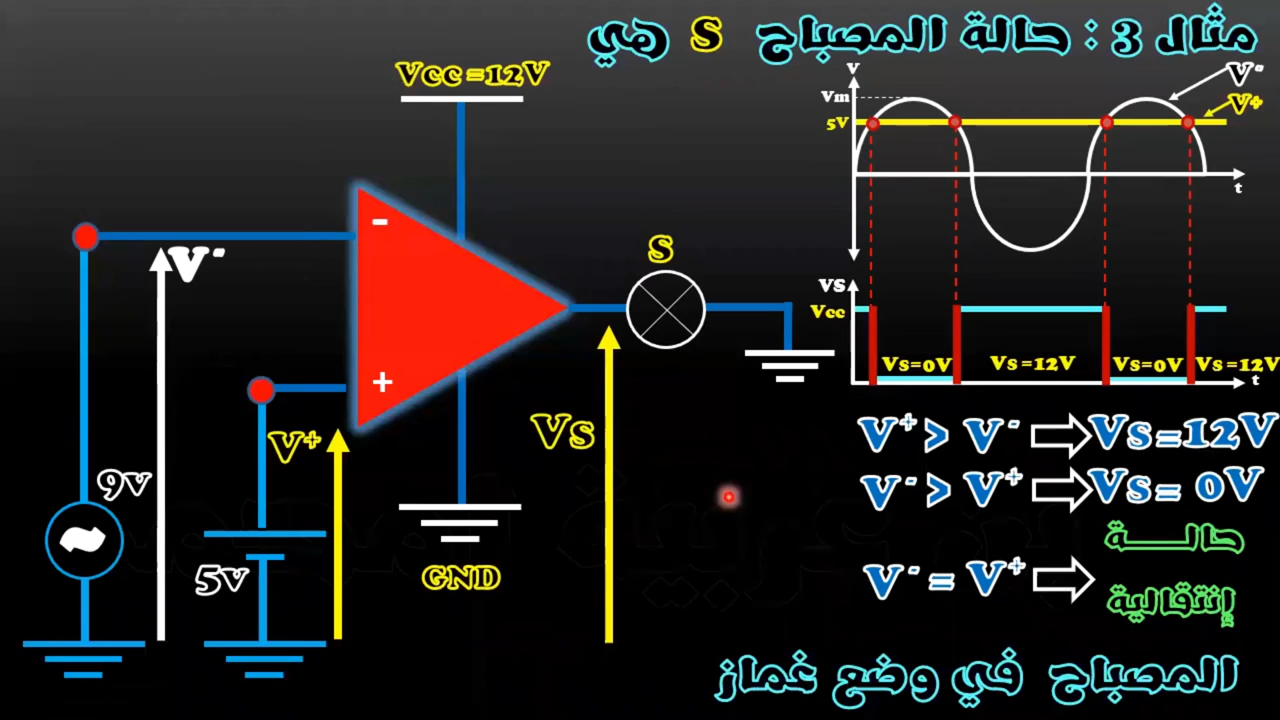 مثال 3 : حالة المصباح S هي
Vcc =12V
V
V-
Vm
V+
5V
t
-
V-
S
VS
Vcc
Vs=0V
Vs =12V
Vs=0V
Vs =12V
t
+
V+
Vs
9v
5v
GND
V+ > V- Vs=12V
V- > V+ Vs= 0V
V- = V+ حالـــة
إنتقالية
المصباح في وضع غماز